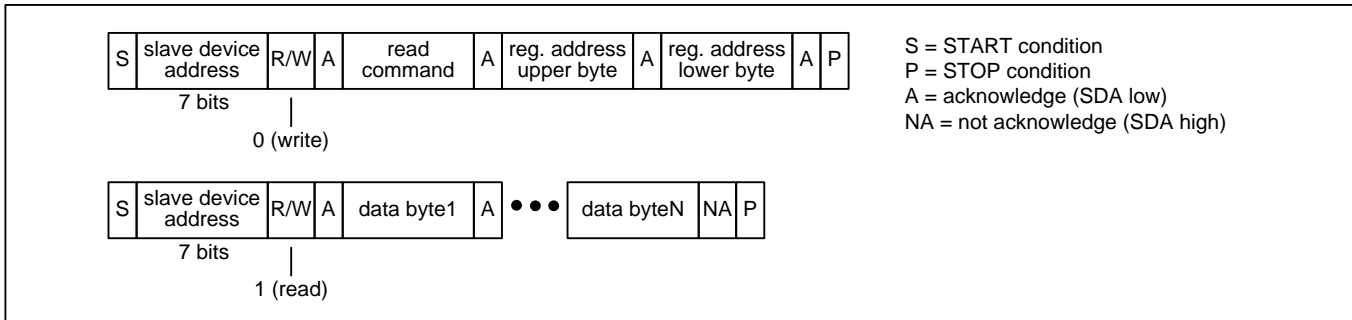 S slave device address R/W A read command A reg. address upper byte A reg. address lower byte A P
7 bits
0 (write)
S = START condition
P = STOP condition
A = acknowledge (SDA low)
NA = not acknowledge (SDA high)
S slave device address R/W A data byte1 A ••• data byteN NA P
7 bits
1 (read)